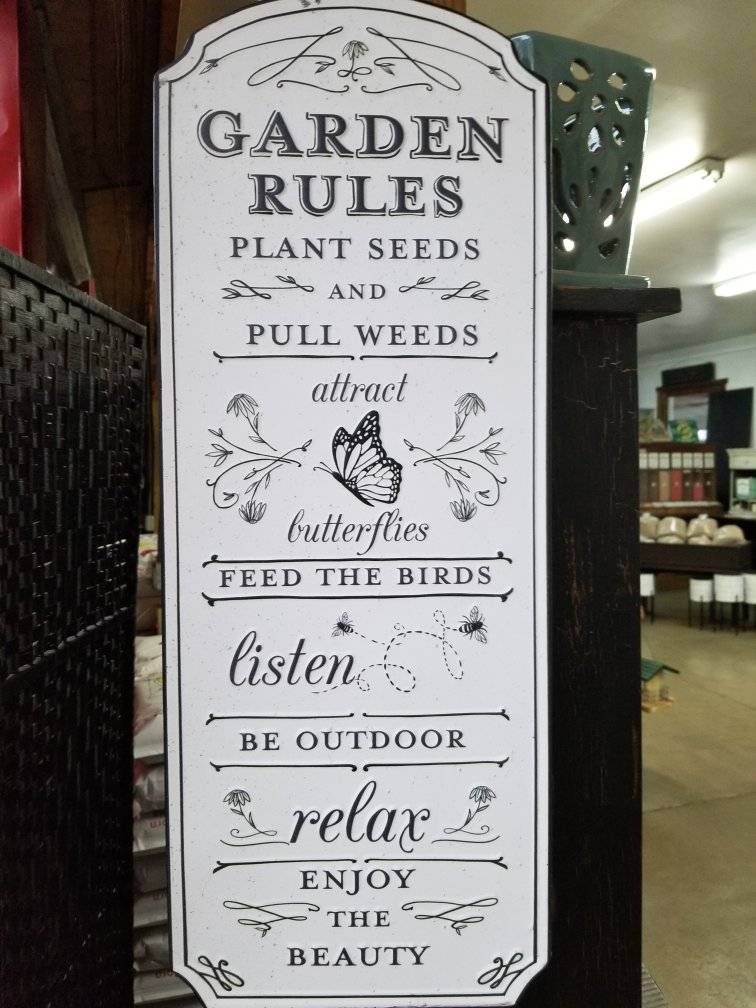 GARDEN
RULES
PLANT SEEDS
AND
PULL WEEDS
attract
butterflies
FEED THE BIRDS
listen
BE OUTDOOR
relax
ENJOY
THE
BEAUTY